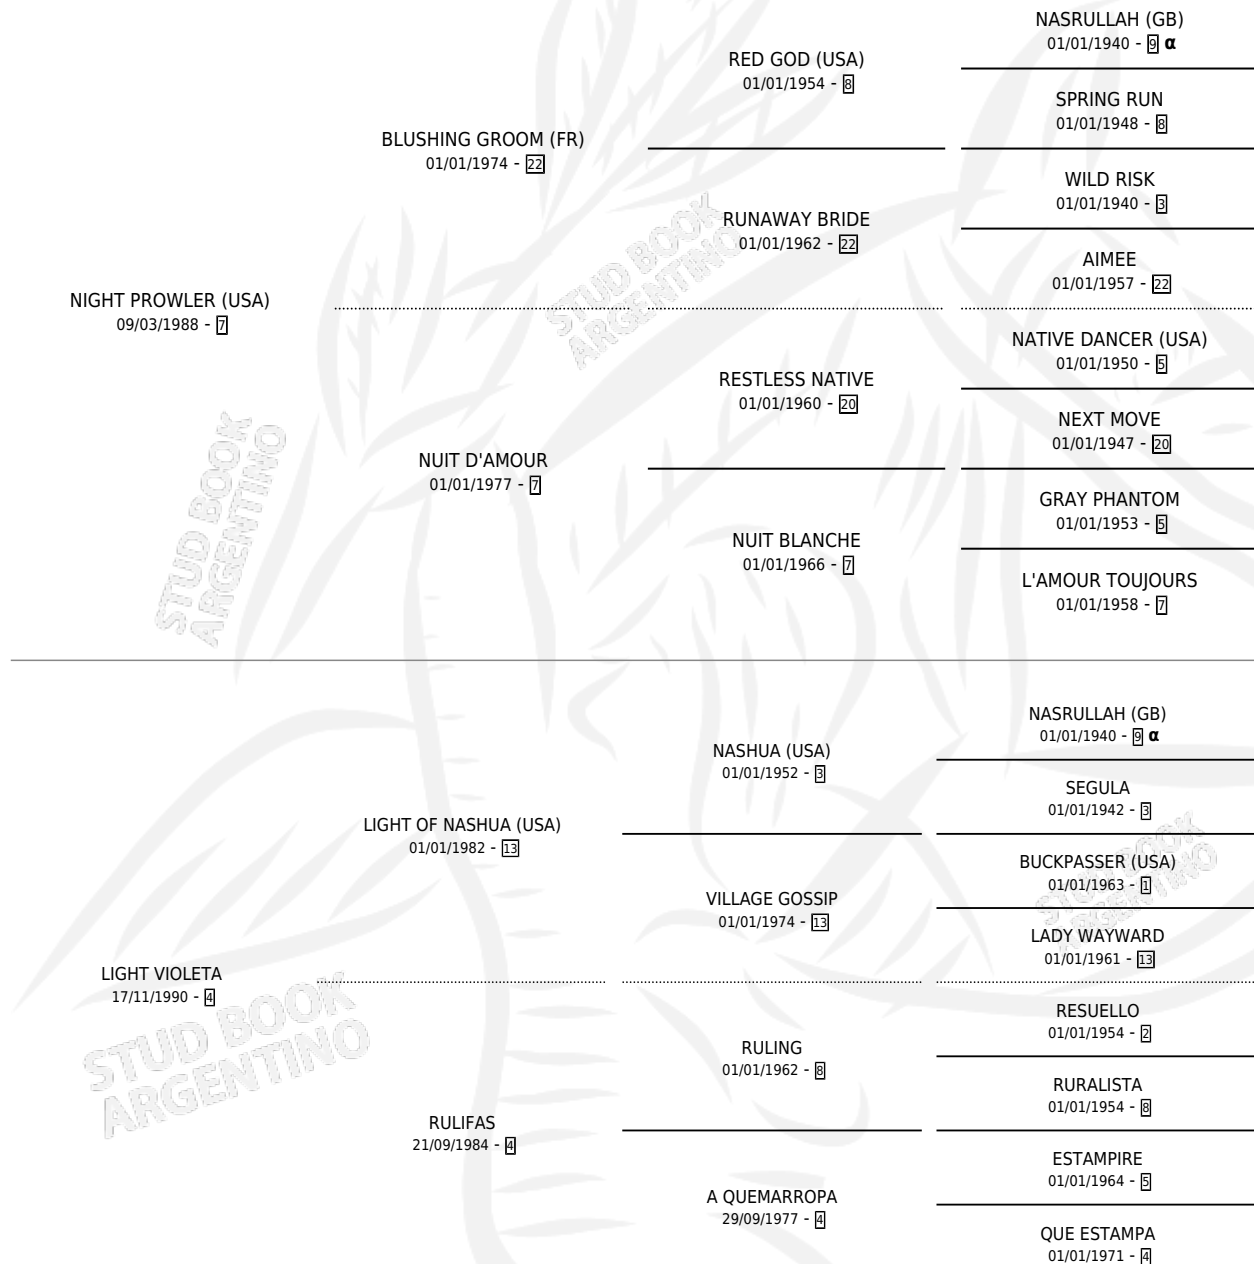 NASRULLAH (GB)
01/01/1940 - 9 α
RED GOD (USA)
01/01/1954 - 8
SPRING RUN
01/01/1948 - 8
BLUSHING GROOM (FR)
01/01/1974 - 22
WILD RISK
01/01/1940 - 3
RUNAWAY BRIDE
01/01/1962 - 22
AIMEE
01/01/1957 - 22
NIGHT PROWLER (USA)
09/03/1988 - 7
NATIVE DANCER (USA)
01/01/1950 - 5
RESTLESS NATIVE
01/01/1960 - 20
NEXT MOVE
01/01/1947 - 20
NUIT D'AMOUR
01/01/1977 - 7
GRAY PHANTOM
01/01/1953 - 5
NUIT BLANCHE
01/01/1966 - 7
L'AMOUR TOUJOURS
01/01/1958 - 7
NASRULLAH (GB)
01/01/1940 - 9 α
NASHUA (USA)
01/01/1952 - 3
SEGULA
01/01/1942 - 3
LIGHT OF NASHUA (USA)
01/01/1982 - 13
BUCKPASSER (USA)
01/01/1963 - 1
VILLAGE GOSSIP
01/01/1974 - 13
LADY WAYWARD
01/01/1961 - 13
LIGHT VIOLETA
17/11/1990 - 4
RESUELLO
01/01/1954 - 2
RULING
01/01/1962 - 8
RURALISTA
01/01/1954 - 8
RULIFAS
21/09/1984 - 4
ESTAMPIRE
01/01/1964 - 5
A QUEMARROPA
29/09/1977 - 4
QUE ESTAMPA
01/01/1971 - 4
STUD BOOK
ARGENTINO
STUD BOOK
ARGENTINO
STUD BOOK
ARGENTINO
STUD BOOK
ARGENTINO